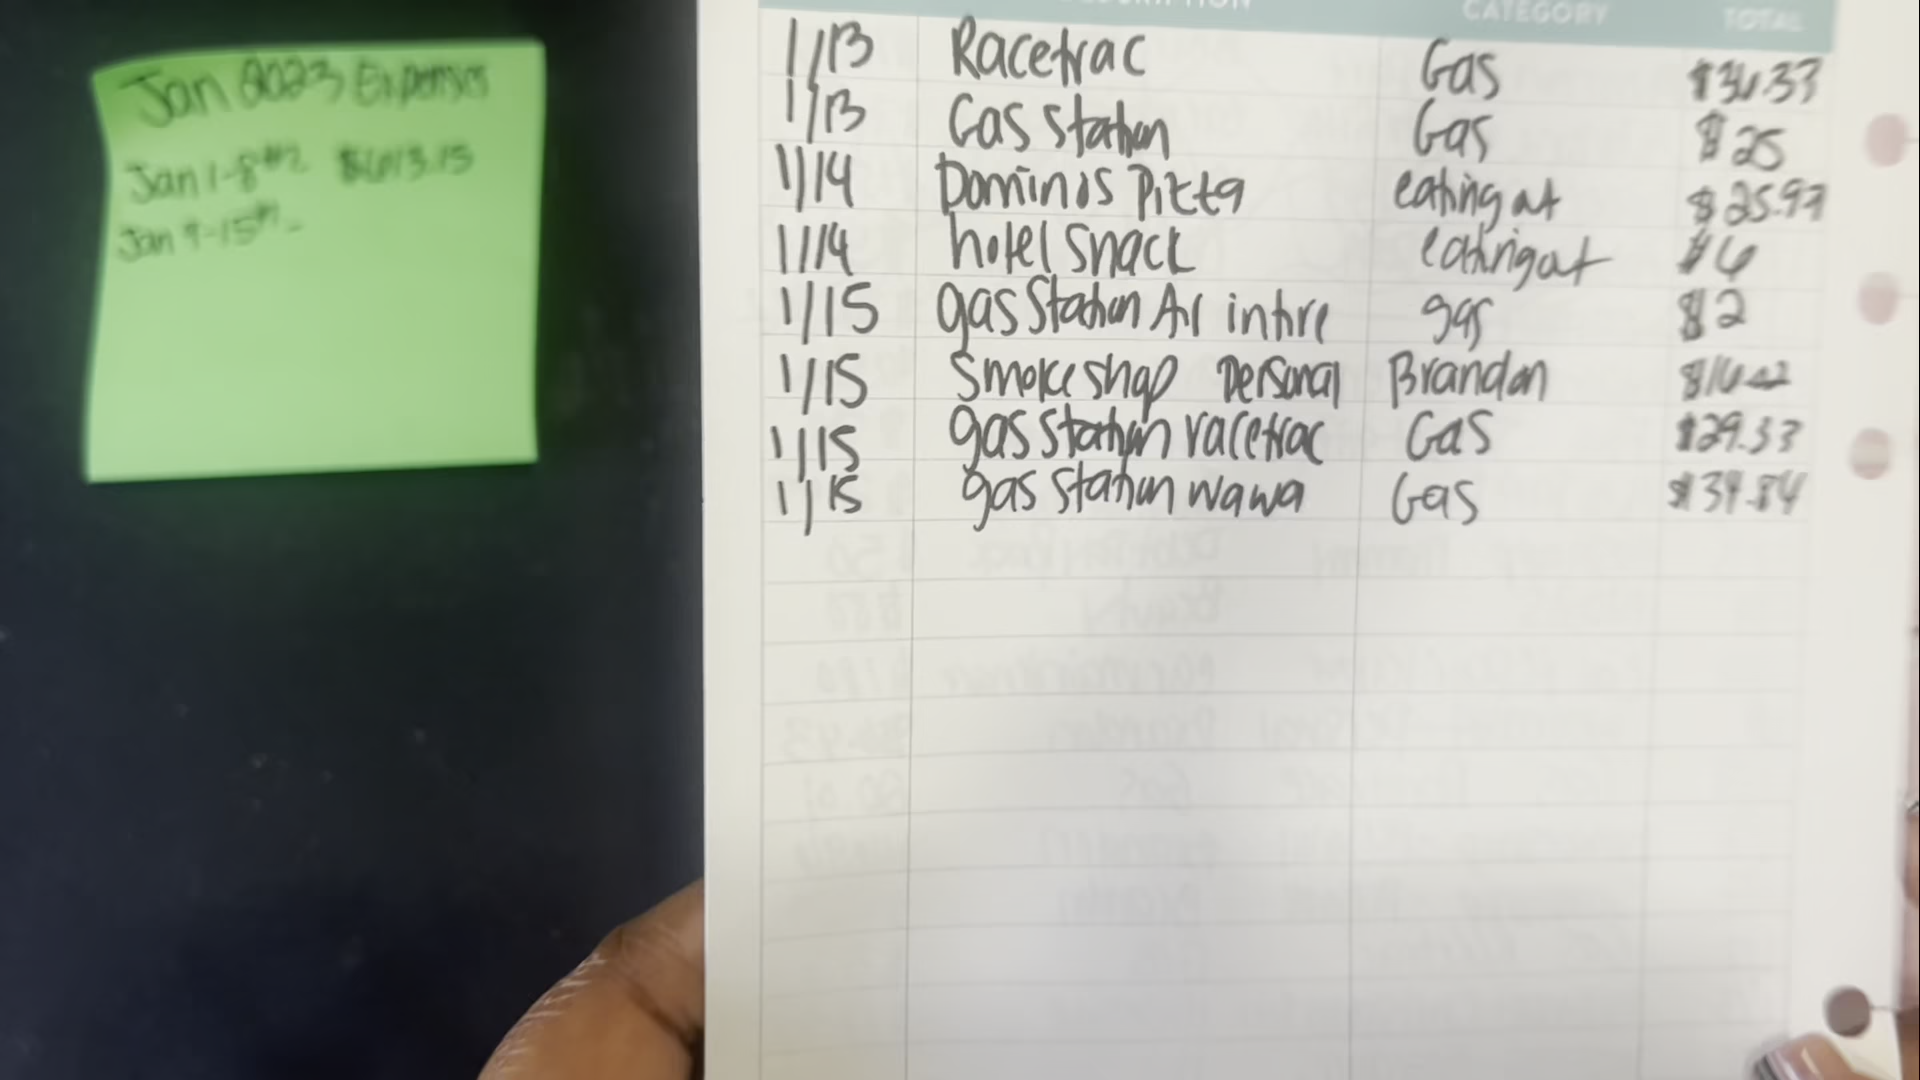 Jan 2023 Expenses
Jan 1-8th $613.15
Jan 9-15th -
DESCRIPTION CATEGORY TOTAL
1/13 Racetrac Gas
1/13 Gas Station Gas $25
1/14 Dominos Pizza eating out $25.97
1/14 hotel Snack eating out $6
1/15 gas Station Air in tire gas $2
1/15 Smoke shop personal Brandon
1/15 gas station racetrac Gas $29.33
1/15 gas station wawa Gas $39.84